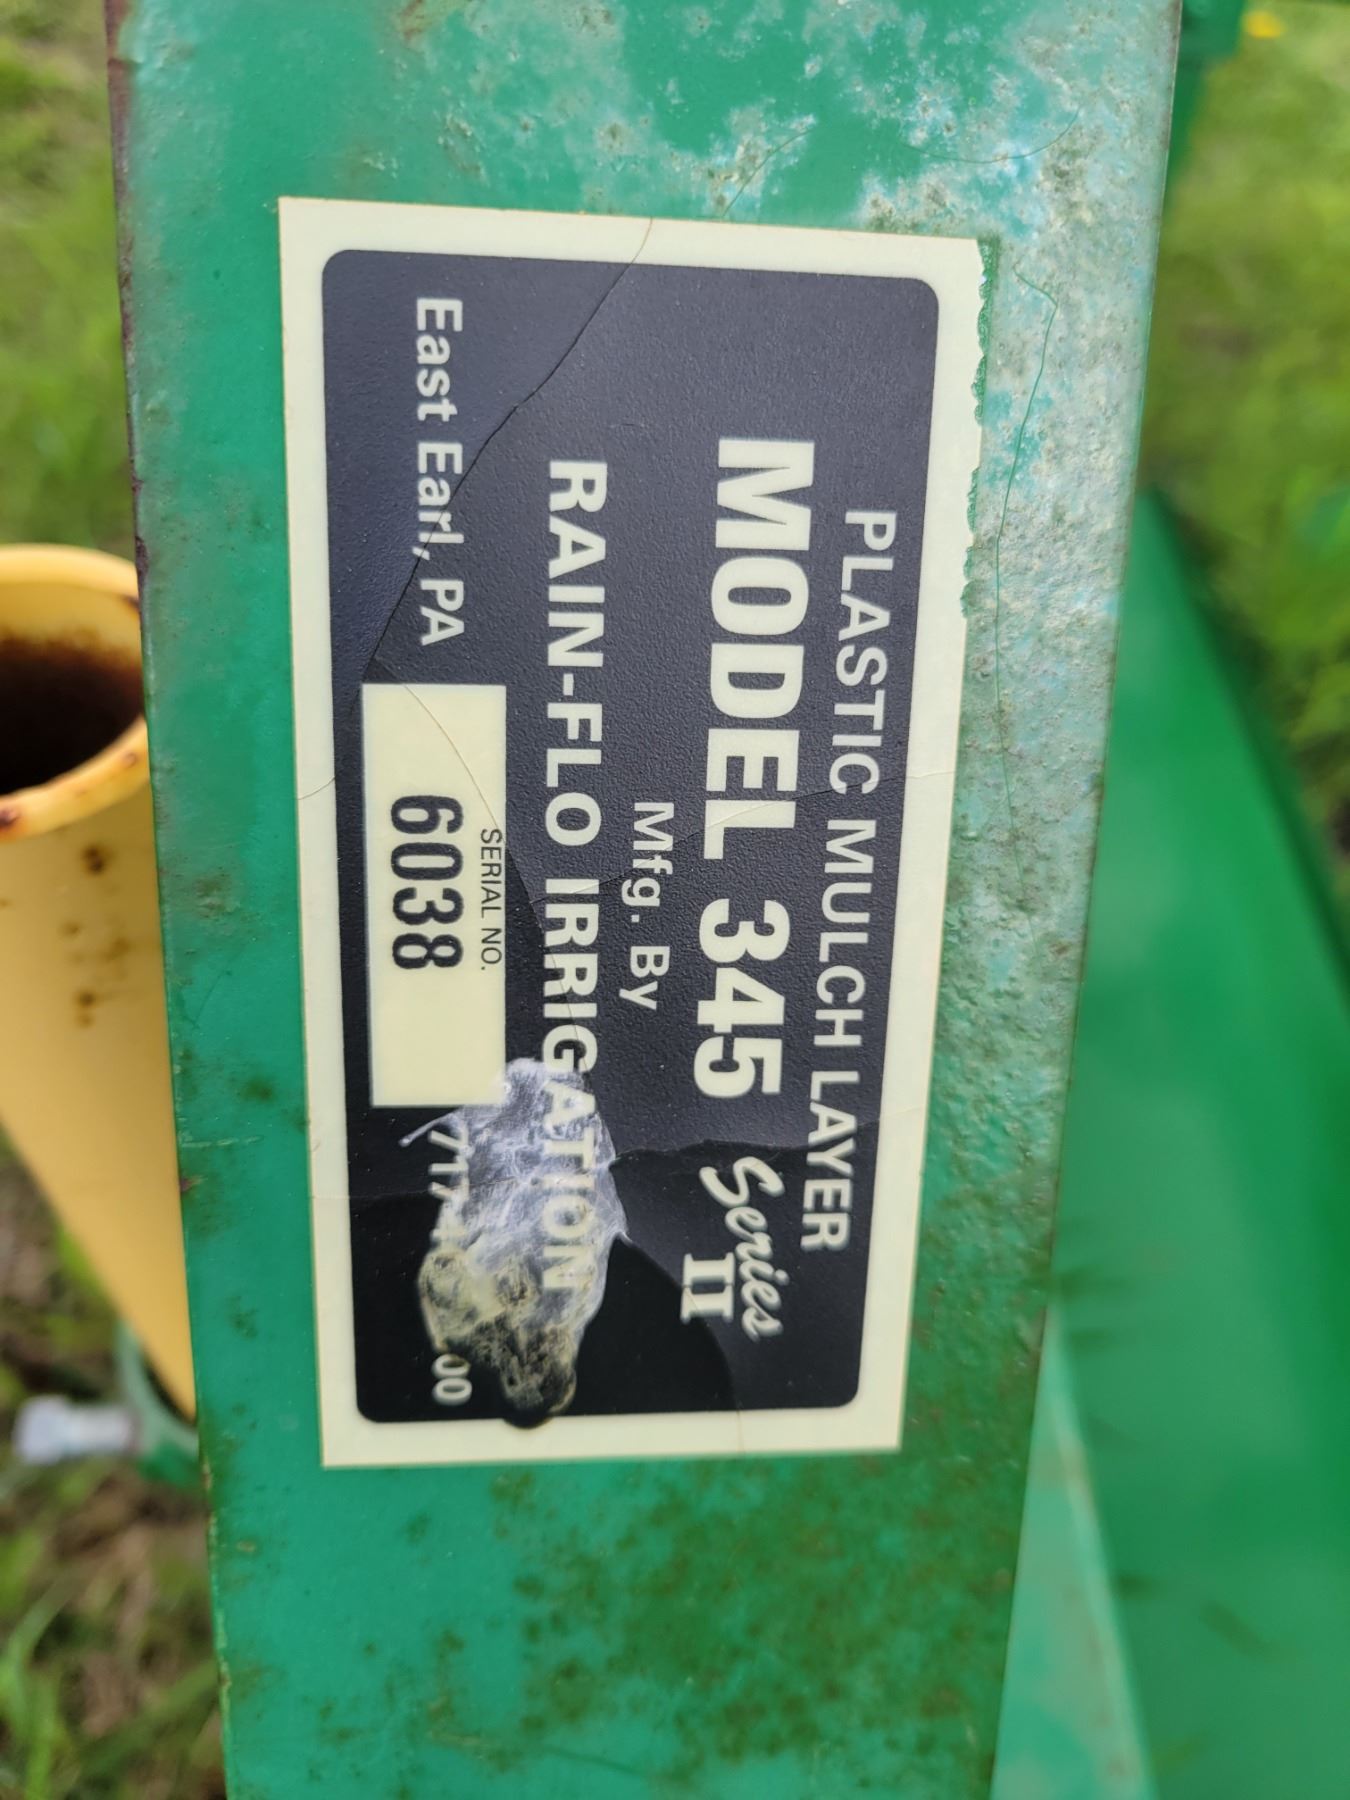 PLASTIC MULCH LAYER
MODEL 345 Series II
Mfg. By
RAIN-FLO IRRIGATION
SERIAL NO.
East Earl, PA 6038